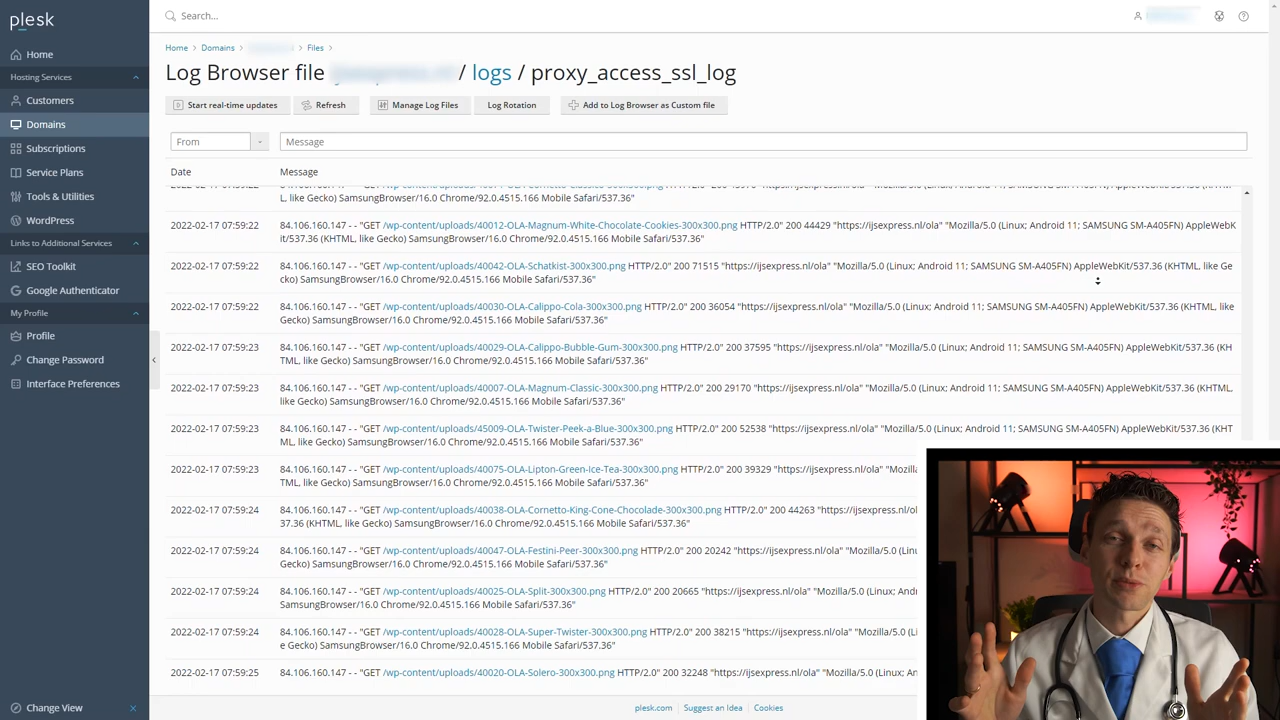 plesk
Search...
Home
Hosting Services
Customers
Domains
Subscriptions
Service Plans
Tools & Utilities
WordPress
Links to Additional Services
SEO Toolkit
Google Authenticator
My Profile
Profile
Change Password
Interface Preferences
Change View
Home > Domains > > Files >
Log Browser file / logs / proxy_access_ssl_log
Start real-time updates Refresh Manage Log Files Log Rotation Add to Log Browser as Custom file
From Message
Date Message
2022-02-17 07:59:22
L, like Gecko) SamsungBrowser/16.0 Chrome/92.0.4515.166 Mobile Safari/537.36"
2022-02-17 07:59:22 84.106.160.147 - - "GET /wp-content/uploads/40012-OLA-Magnum-White-Chocolate-Cookies-300x300.png HTTP/2.0" 200 44429 "https://ijsexpress.nl/ola" "Mozilla/5.0 (Linux; Android 11; SAMSUNG SM-A405FN) AppleWebK
it/537.36 (KHTML, like Gecko) SamsungBrowser/16.0 Chrome/92.0.4515.166 Mobile Safari/537.36"
2022-02-17 07:59:22 84.106.160.147 - - "GET /wp-content/uploads/40042-OLA-Schatkist-300x300.png HTTP/2.0" 200 71515 "https://ijsexpress.nl/ola" "Mozilla/5.0 (Linux; Android 11; SAMSUNG SM-A405FN) AppleWebKit/537.36 (KHTML, like Ge
cko) SamsungBrowser/16.0 Chrome/92.0.4515.166 Mobile Safari/537.36"
2022-02-17 07:59:22 84.106.160.147 - - "GET /wp-content/uploads/40030-OLA-Calippo-Cola-300x300.png HTTP/2.0" 200 36054 "https://ijsexpress.nl/ola" "Mozilla/5.0 (Linux; Android 11; SAMSUNG SM-A405FN) AppleWebKit/537.36 (KHTML, like
Gecko) SamsungBrowser/16.0 Chrome/92.0.4515.166 Mobile Safari/537.36"
2022-02-17 07:59:23 84.106.160.147 - - "GET /wp-content/uploads/40029-OLA-Calippo-Bubble-Gum-300x300.png HTTP/2.0" 200 37595 "https://ijsexpress.nl/ola" "Mozilla/5.0 (Linux; Android 11; SAMSUNG SM-A405FN) AppleWebKit/537.36 (KH
TML, like Gecko) SamsungBrowser/16.0 Chrome/92.0.4515.166 Mobile Safari/537.36"
2022-02-17 07:59:23 84.106.160.147 - - "GET /wp-content/uploads/40007-OLA-Magnum-Classic-300x300.png HTTP/2.0" 200 29170 "https://ijsexpress.nl/ola" "Mozilla/5.0 (Linux; Android 11; SAMSUNG SM-A405FN) AppleWebKit/537.36 (KHTML,
like Gecko) SamsungBrowser/16.0 Chrome/92.0.4515.166 Mobile Safari/537.36"
2022-02-17 07:59:23 84.106.160.147 - - "GET /wp-content/uploads/45009-OLA-Twister-Peek-a-Blue-300x300.png HTTP/2.0" 200 52538 "https://ijsexpress.nl/ola" "Mozilla/5.0 (Linux; Android 11; SAMSUNG SM-A405FN) AppleWebKit/537.36 (KHT
ML, like Gecko) SamsungBrowser/16.0 Chrome/92.0.4515.166 Mobile Safari/537.36"
2022-02-17 07:59:23 84.106.160.147 - - "GET /wp-content/uploads/40075-OLA-Lipton-Green-Ice-Tea-300x300.png HTTP/2.0" 200 39329 "https://ijsexpress.nl/ola" "Mozilla/5.0 (Linux; Andro
TML, like Gecko) SamsungBrowser/16.0 Chrome/92.0.4515.166 Mobile Safari/537.36"
2022-02-17 07:59:24 84.106.160.147 - - "GET /wp-content/uploads/40038-OLA-Cornetto-King-Cone-Chocolade-300x300.png HTTP/2.0" 200 44263 "https://ijsexpress.nl/ola" "Mozilla/5.0 (Lin
37.36 (KHTML, like Gecko) SamsungBrowser/16.0 Chrome/92.0.4515.166 Mobile Safari/537.36"
2022-02-17 07:59:24 84.106.160.147 - - "GET /wp-content/uploads/40047-OLA-Festini-Peer-300x300.png HTTP/2.0" 200 20242 "https://ijsexpress.nl/ola" "Mozilla/5.0 (Linux; Android 11; S
Gecko) SamsungBrowser/16.0 Chrome/92.0.4515.166 Mobile Safari/537.36"
2022-02-17 07:59:24 84.106.160.147 - - "GET /wp-content/uploads/40025-OLA-Split-300x300.png HTTP/2.0" 200 20665 "https://ijsexpress.nl/ola" "Mozilla/5.0 (Linux; Android 11; SAMSUN
SamsungBrowser/16.0 Chrome/92.0.4515.166 Mobile Safari/537.36"
2022-02-17 07:59:24 84.106.160.147 - - "GET /wp-content/uploads/40028-OLA-Super-Twister-300x300.png HTTP/2.0" 200 38215 "https://ijsexpress.nl/ola" "Mozilla/5.0 (Linux; Android 11; S
e Gecko) SamsungBrowser/16.0 Chrome/92.0.4515.166 Mobile Safari/537.36"
2022-02-17 07:59:25 84.106.160.147 - - "GET /wp-content/uploads/40020-OLA-Solero-300x300.png HTTP/2.0" 200 32248 "https://ijsexpress.nl/ola" "Mozilla/5.0 (Linux; An
plesk.com Suggest an Idea Cookies